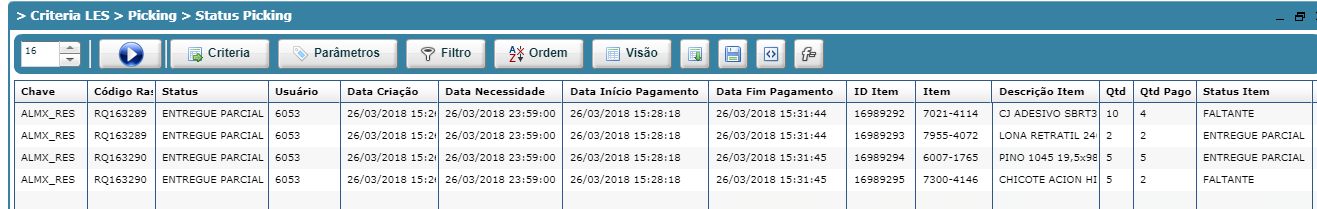 > Criteria LES > Picking > Status Picking
16 Criteria Parâmetros Filtro Ordem Visão
Chave Código Ras Status Usuário Data Criação Data Necessidade Data Início Pagamento Data Fim Pagamento ID Item Item Descrição Item Qtd Qtd Pago Status Item
ALMX_RES RQ163289 ENTREGUE PARCIAL 6053 26/03/2018 15:2 26/03/2018 23:59:00 26/03/2018 15:28:18 26/03/2018 15:31:44 16989292 7021-4114 CJ ADESIVO SBRT3 10 4 FALTANTE
ALMX_RES RQ163289 ENTREGUE PARCIAL 6053 26/03/2018 15:2 26/03/2018 23:59:00 26/03/2018 15:28:18 26/03/2018 15:31:44 16989293 7955-4072 LONA RETRATIL 24 2 2 ENTREGUE PARCIAL
ALMX_RES RQ163290 ENTREGUE PARCIAL 6053 26/03/2018 15:2 26/03/2018 23:59:00 26/03/2018 15:28:18 26/03/2018 15:31:45 16989294 6007-1765 PINO 1045 19,5x98 5 5 ENTREGUE PARCIAL
ALMX_RES RQ163290 ENTREGUE PARCIAL 6053 26/03/2018 15:2 26/03/2018 23:59:00 26/03/2018 15:28:18 26/03/2018 15:31:45 16989295 7300-4146 CHICOTE ACION HI 5 2 FALTANTE